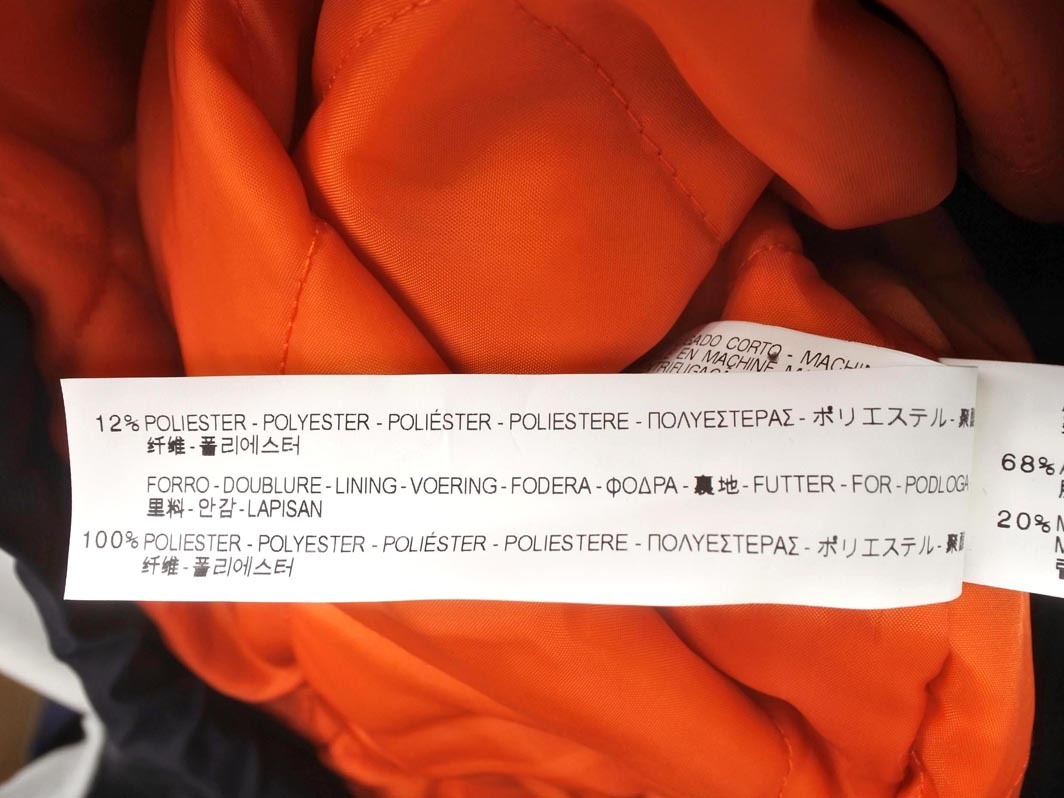 CORTO - MACHIN
EN MACHINE
12% POLIESTER - POLYESTER - POLIÉSTER - POLIESTERE - ΠΟΛΥΕΣΤΕΡΑΣ - ポリエステル - 聚
纤维 - 폴리에스터
FORRO - DOUBLURE - LINING - VOERING - FODERA - ΦΟΔΡΑ - 裏地 - FUTTER - FOR - PODLOGA
里料 - 안감 - LAPISAN
100% POLIESTER - POLYESTER - POLIÉSTER - POLIESTERE - ΠΟΛΥΕΣΤΕΡΑΣ - ポリエステル - 聚
纤维 - 폴리에스터
68%
20%